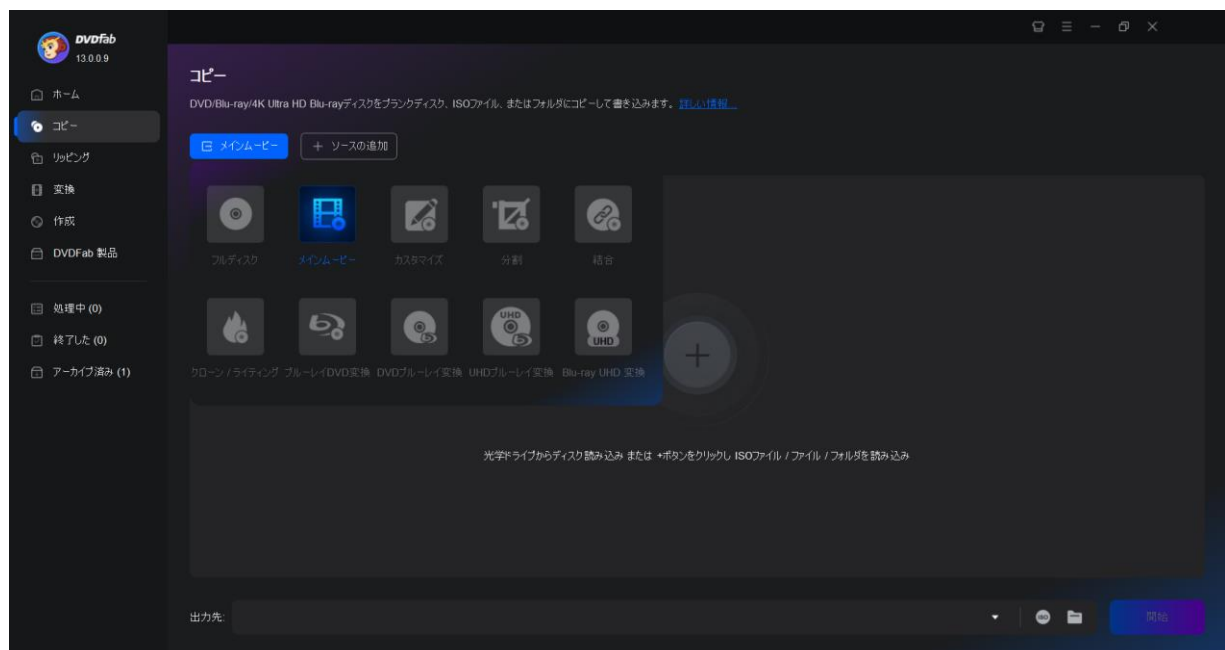 DVDFab
13.0.0.9
ホーム
コピー
リッピング
変換
作成
DVDFab 製品
処理中 (0)
終了した (0)
アーカイブ済み (1)
コピー
DVD/Blu-ray/4K Ultra HD Blu-rayディスクをブランクディスク、ISOファイル、またはフォルダにコピーして書き込みます。詳しい情報...
メインムービー
+ ソースの追加
フルディスク メインムービー カスタマイズ 分割 結合
UHD UHD
クローン / ライティング ブルーレイDVD変換 DVDブルーレイ変換 UHDブルーレイ変換 Blu-ray UHD 変換
光学ドライブからディスク読み込み または +ボタンをクリックし ISOファイル / ファイル / フォルダを読み込み
出力先:
ISO
開始